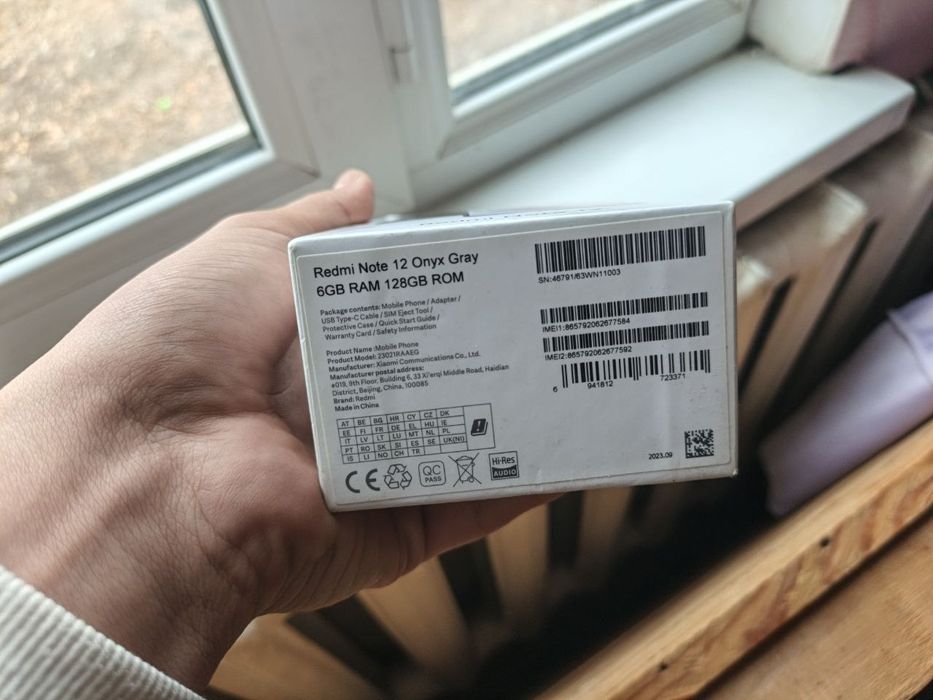 Redmi Note 12 Onyx Gray
6GB RAM 128GB ROM
Package contents: Mobile Phone / Adapter /
USB Type-C Cable / SIM Eject Tool /
Protective Case / Quick Start Guide /
Warranty Card / Safety Information
Product Name :Mobile Phone
Product Model: 23021RAAEG
Manufacturer: Xiaomi Communications Co., Ltd.
Manufacturer postal address:
#019, 9th Floor, Building 6, 33 Xi'erqi Middle Road, Haidian
District, Beijing, China, 100085
Brand: Redmi
Made in China
AT BE BG HR CY CZ DK
EE FI FR DE EL HU IE
IT LV LT LU MT NL PL
PT RO SK SI ES SE UK(NI)
IS LI NO CH TR
CE
QC
PASS
Hi-Res
AUDIO
SN:46791/63WN11003
IMEI1:865792062677584
IMEI2:865792062677592
6 941812 723371
2023.09